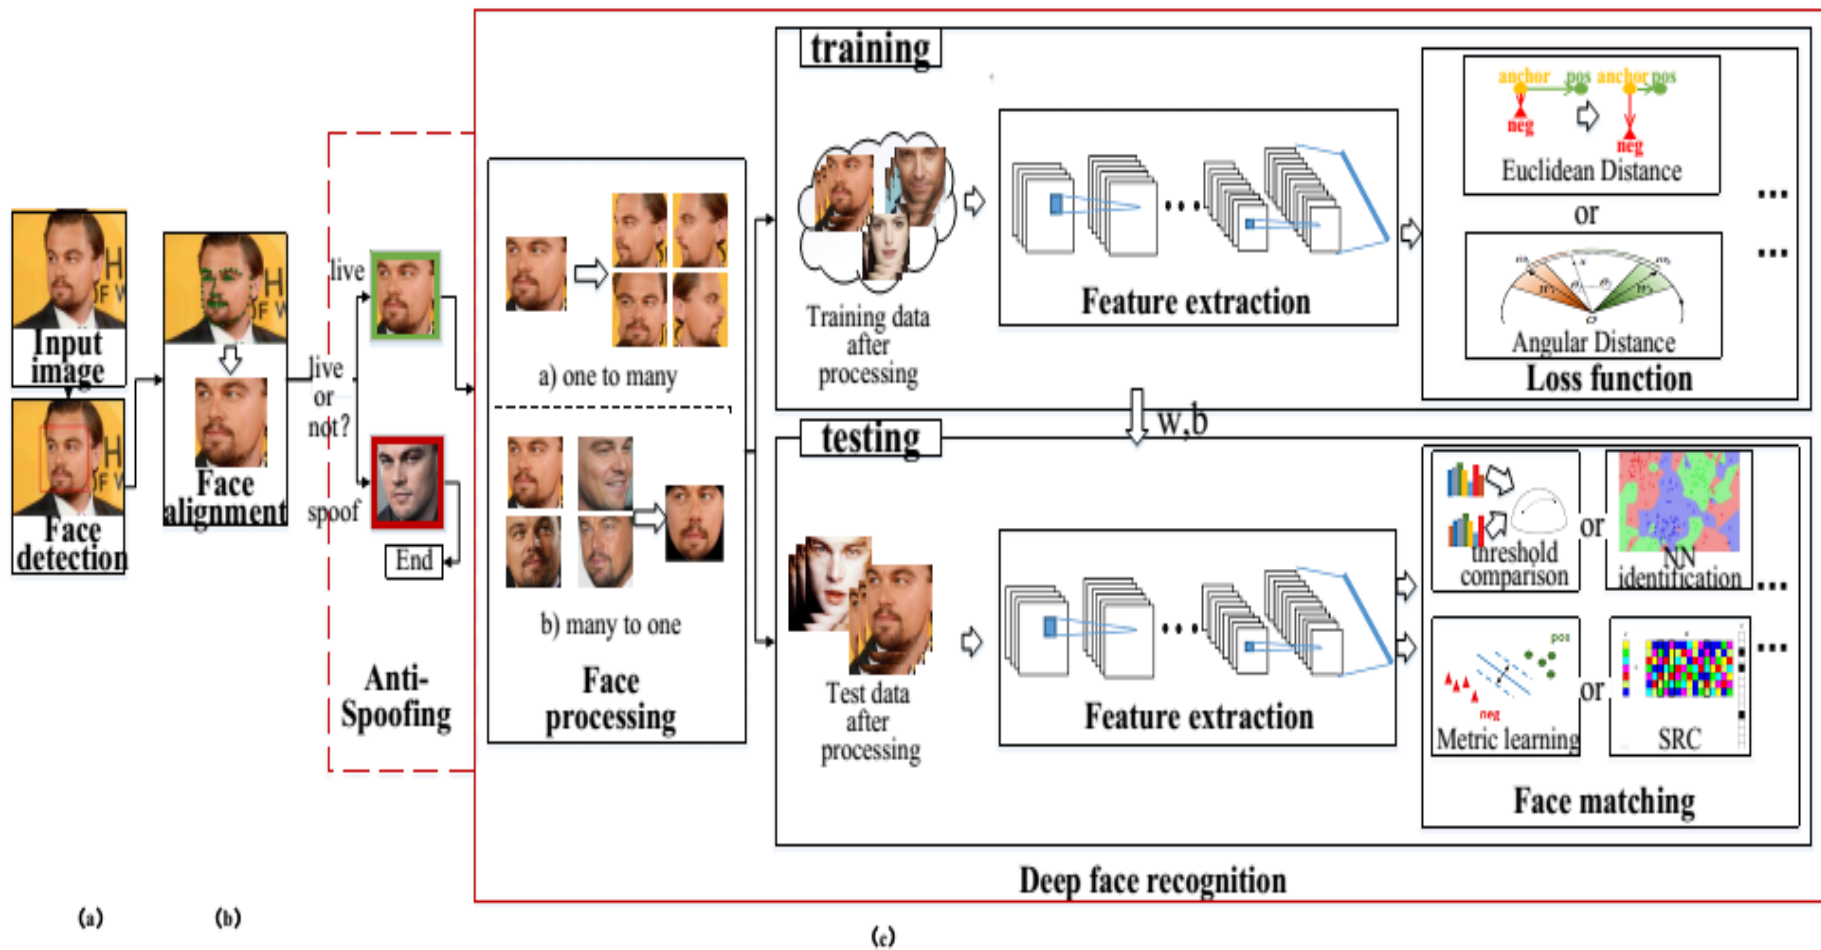 Input
image
Face
detection
Face
alignment
live
live
or
not?
spoof
End
Anti-
Spoofing
a) one to many
b) many to one
Face
processing
training
Training data
after
processing
Feature extraction
anchor pos anchor pos
neg
neg
Euclidean Distance
or
Angular Distance
Loss function
...
...
w,b
testing
Test data
after
processing
Feature extraction
threshold
comparison
or
NN
identification
...
pos
neg
Metric learning
or
SRC
...
Face matching
Deep face recognition
(a)
(b)
(c)